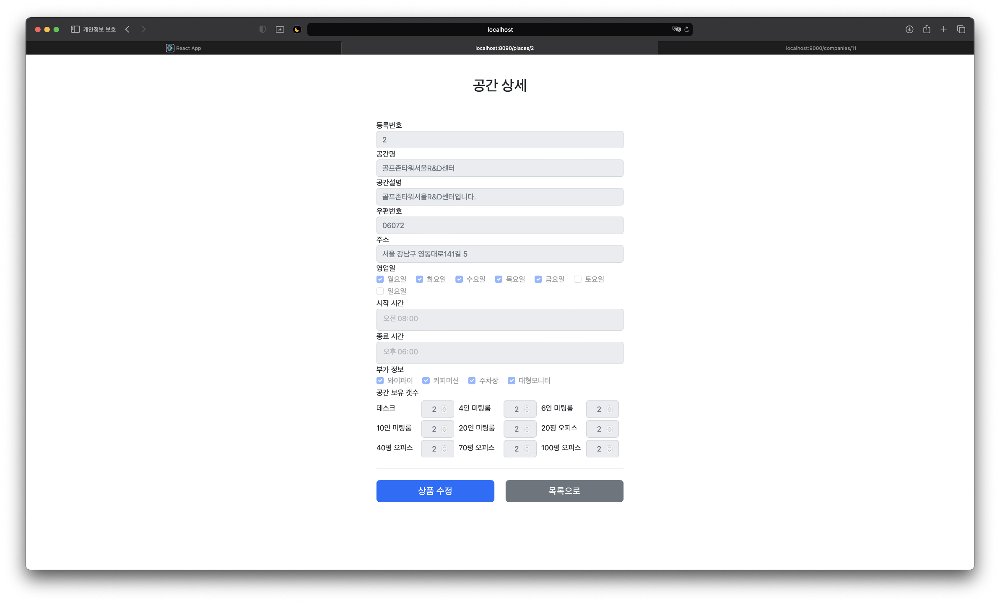 개인정보 보호
localhost
React App
localhost:8090/places/2
localhost:9000/companies/11
공간 상세
등록번호
2
공간명
골프존타워서울R&D센터
공간설명
골프존타워서울R&D센터입니다.
우편번호
06072
주소
서울 강남구 영동대로141길 5
영업일
월요일 화요일 수요일 목요일 금요일 토요일
일요일
시작 시간
오전 08:00
종료 시간
오후 06:00
부가 정보
와이파이 커피머신 주차장 대형모니터
공간 보유 갯수
데스크 2 4인 미팅룸 2 6인 미팅룸 2
10인 미팅룸 2 20인 미팅룸 2 20평 오피스 2
40평 오피스 2 70평 오피스 2 100평 오피스 2
상품 수정 목록으로